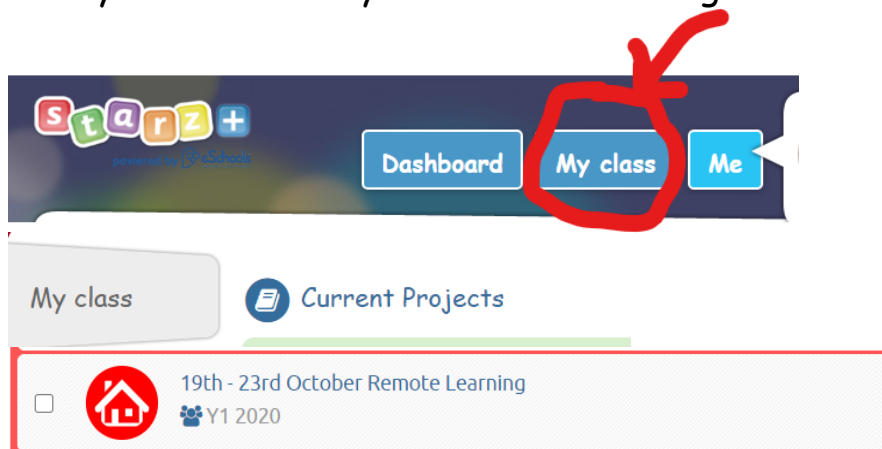 starz+
powered by eSchools
Dashboard My class Me
My class
Current Projects
19th - 23rd October Remote Learning
Y1 2020